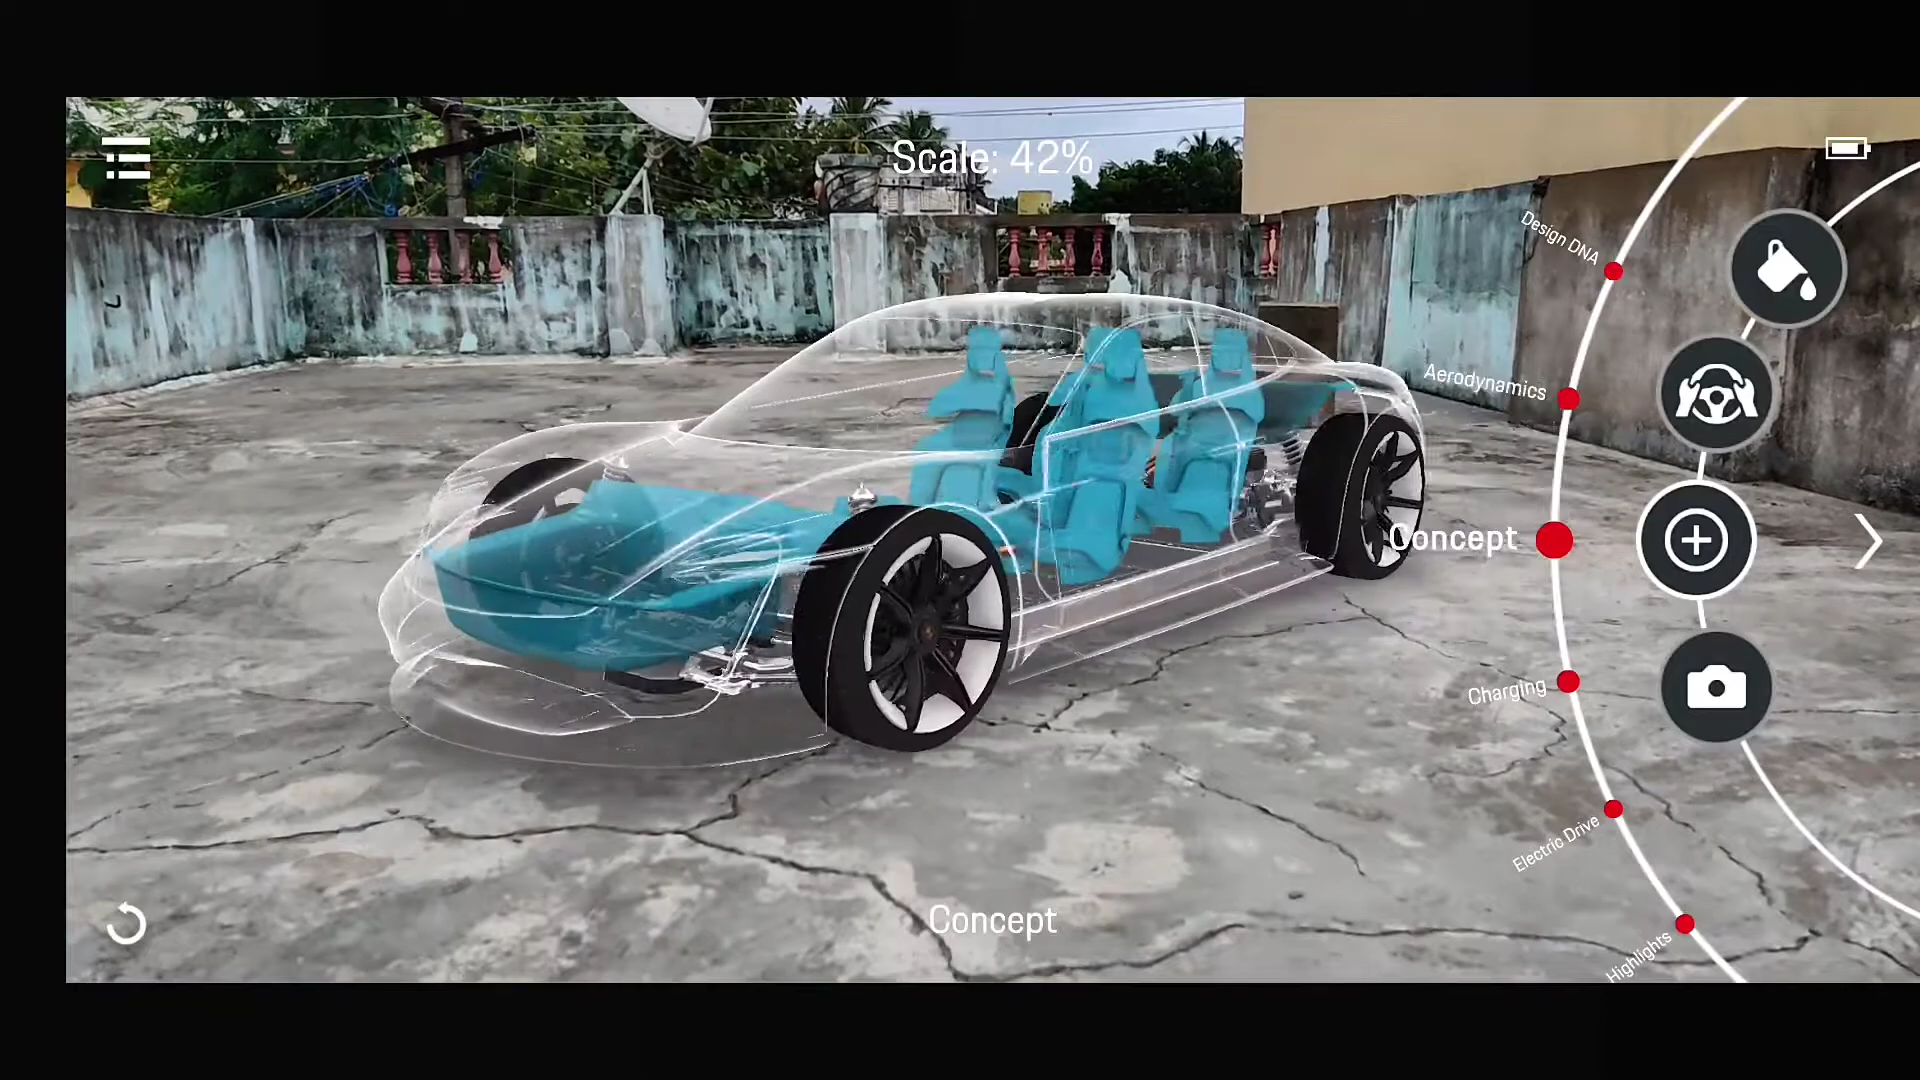 Scale: 42%
Design DNA
Aerodynamics
Concept
Charging
Electric Drive
Highlights
Concept